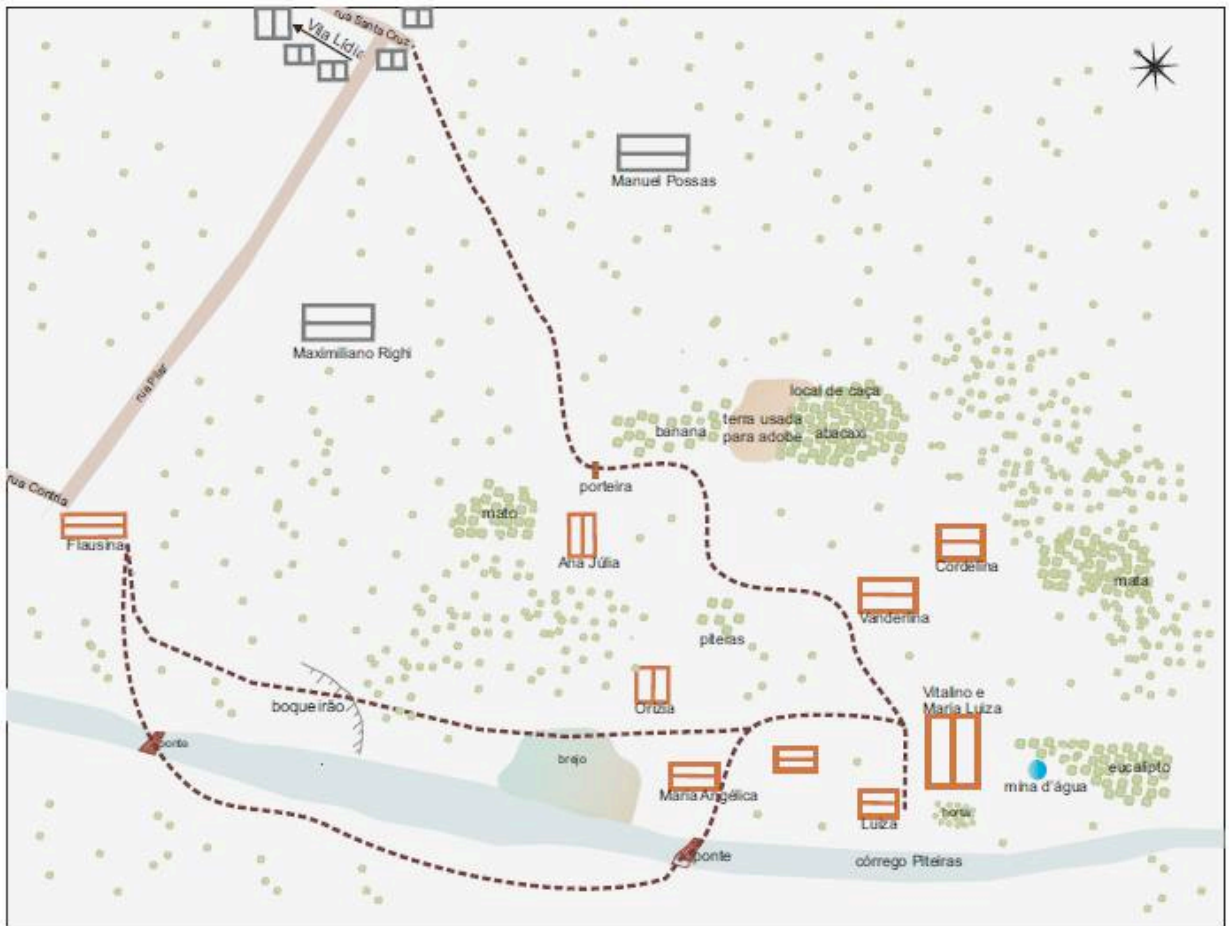 rua Santa Cruz
Vila Lídia
Manuel Possas
Maximiliano Righi
rua Pilar
local de caça
terra usada
para adobe
banana
abacaxi
porteira
rua Contria
mato
Flausina
Ana Júlia
Cordelina
mata
Vanderlina
piteras
boqueirão
Orizia
Vitalino e
Maria Luiza
ponte
brejo
eucalipto
mina d'água
Maria Angélica
horta
Luiza
ponte
córrego Piteiras